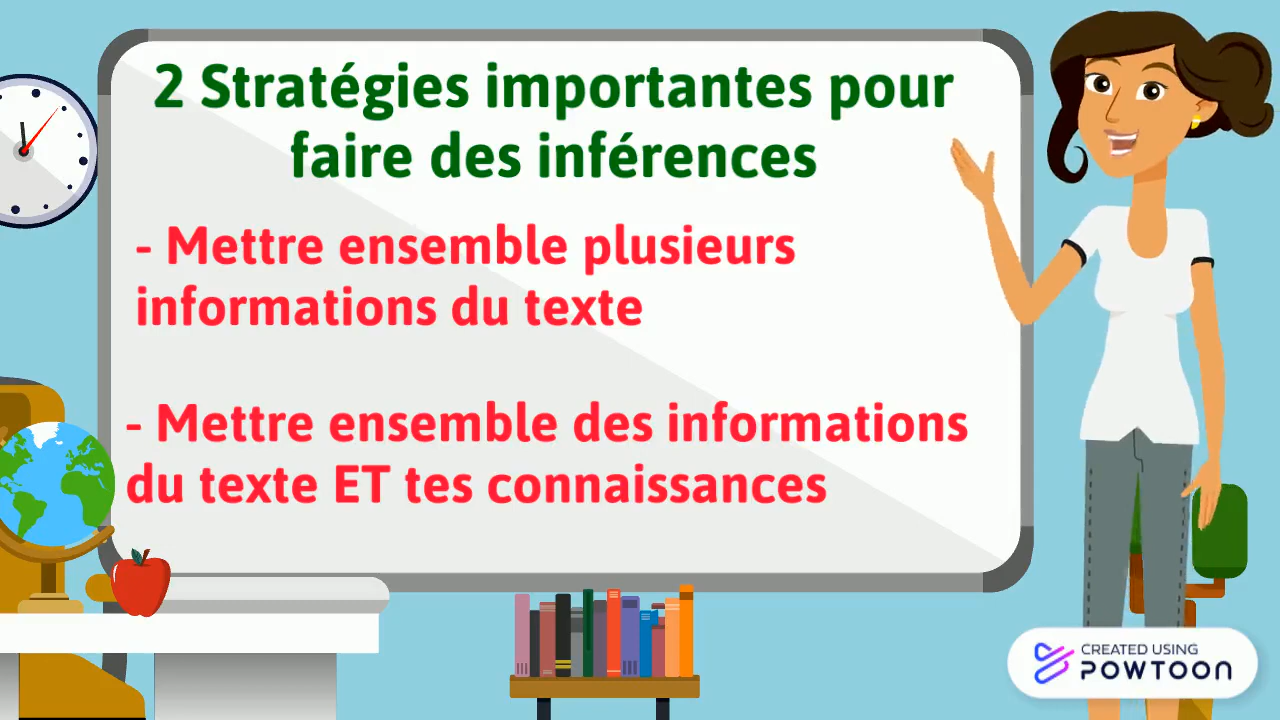 2 Stratégies importantes pour
faire des inférences
- Mettre ensemble plusieurs
informations du texte
- Mettre ensemble des informations
du texte ET tes connaissances
CREATED USING
POWTOON